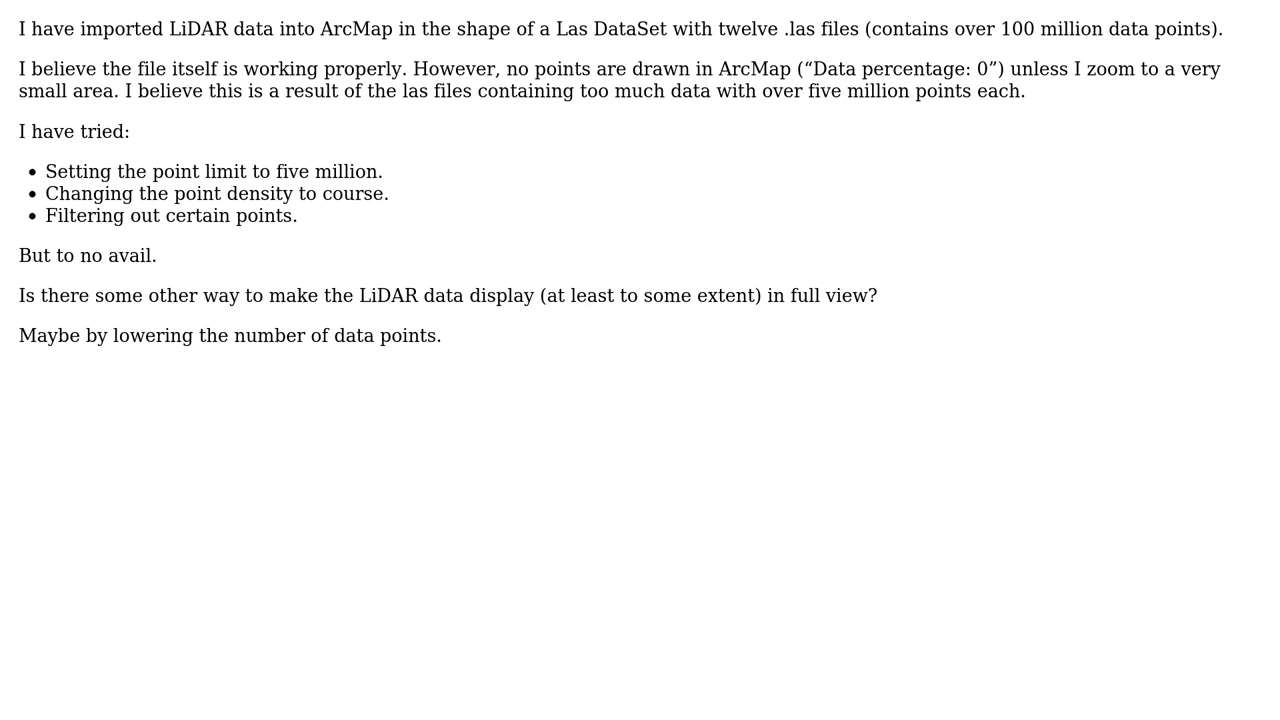 I have imported LiDAR data into ArcMap in the shape of a Las DataSet with twelve .las files (contains over 100 million data points).
I believe the file itself is working properly. However, no points are drawn in ArcMap (“Data percentage: 0”) unless I zoom to a very
small area. I believe this is a result of the las files containing too much data with over five million points each.
I have tried:
• Setting the point limit to five million.
• Changing the point density to course.
• Filtering out certain points.
But to no avail.
Is there some other way to make the LiDAR data display (at least to some extent) in full view?
Maybe by lowering the number of data points.